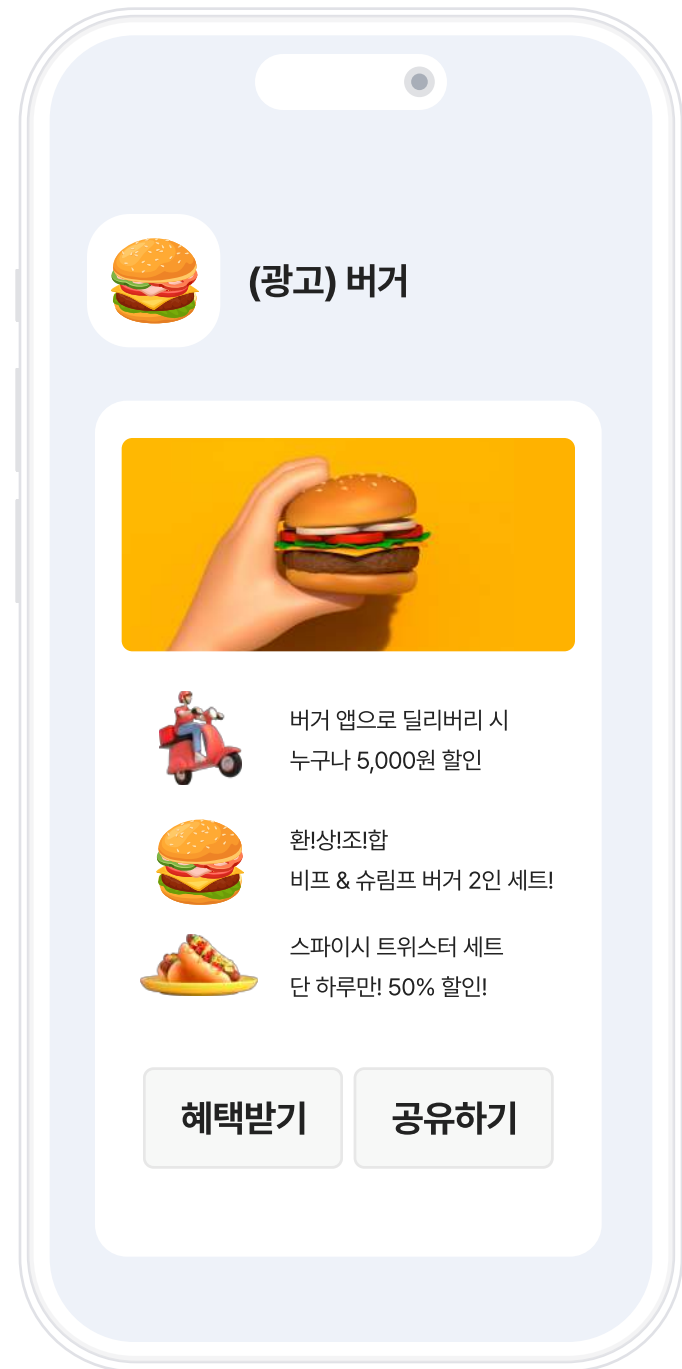 (광고) 버거
버거 앱으로 딜리버리 시
누구나 5,000원 할인
환!상!조!합
비프 & 슈림프 버거 2인 세트!
스파이시 트위스터 세트
단 하루만! 50% 할인!
혜택받기
공유하기